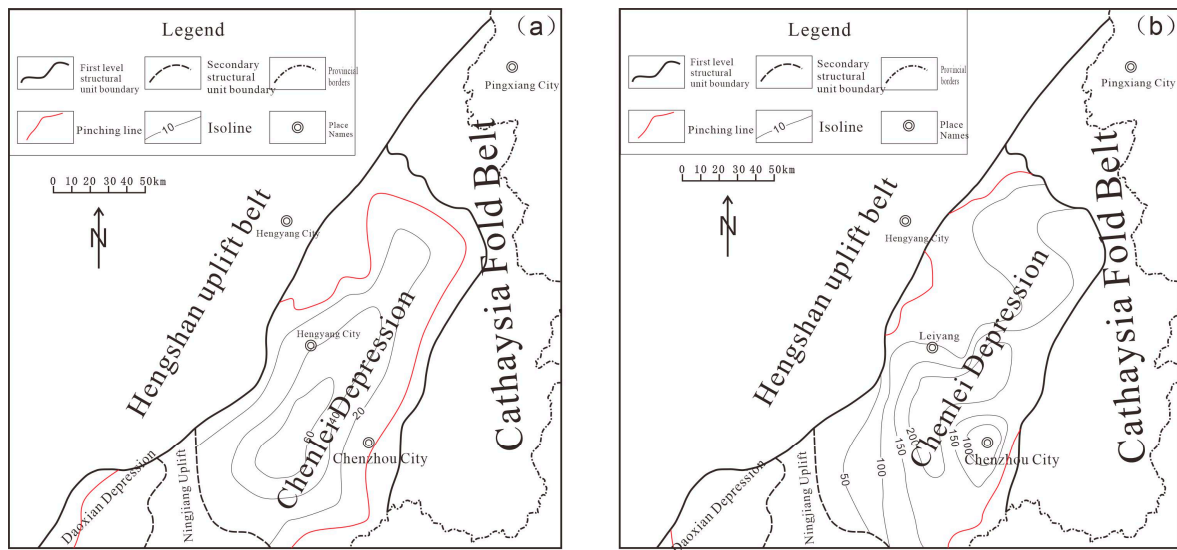 (a)
Legend
First level
structural
unit boundary
Secondary
structural
unit boundary
Provincial
borders
Pinching line
10
Isoline
Place
Names
0 10 20 30 40 50km
N
Pingxiang City
Hengshan uplift belt
Hengyang City
Cathaysia Fold Belt
Hengyang City
Chenlei Depression
60
40
20
Chenzhou City
Daoxian Depression
Ningjiang Uplift
(b)
Legend
First level
structural
unit boundary
Secondary
structural
unit boundary
Provincial
borders
Pinching line
10
Isoline
Place
Names
0 10 20 30 40 50km
N
Pingxiang City
Hengshan uplift belt
Hengyang City
Cathaysia Fold Belt
Leiyang
Chenlei Depression
50
100
150
200
150
100
Chenzhou City
Daoxian Depression
Ningjiang Uplift